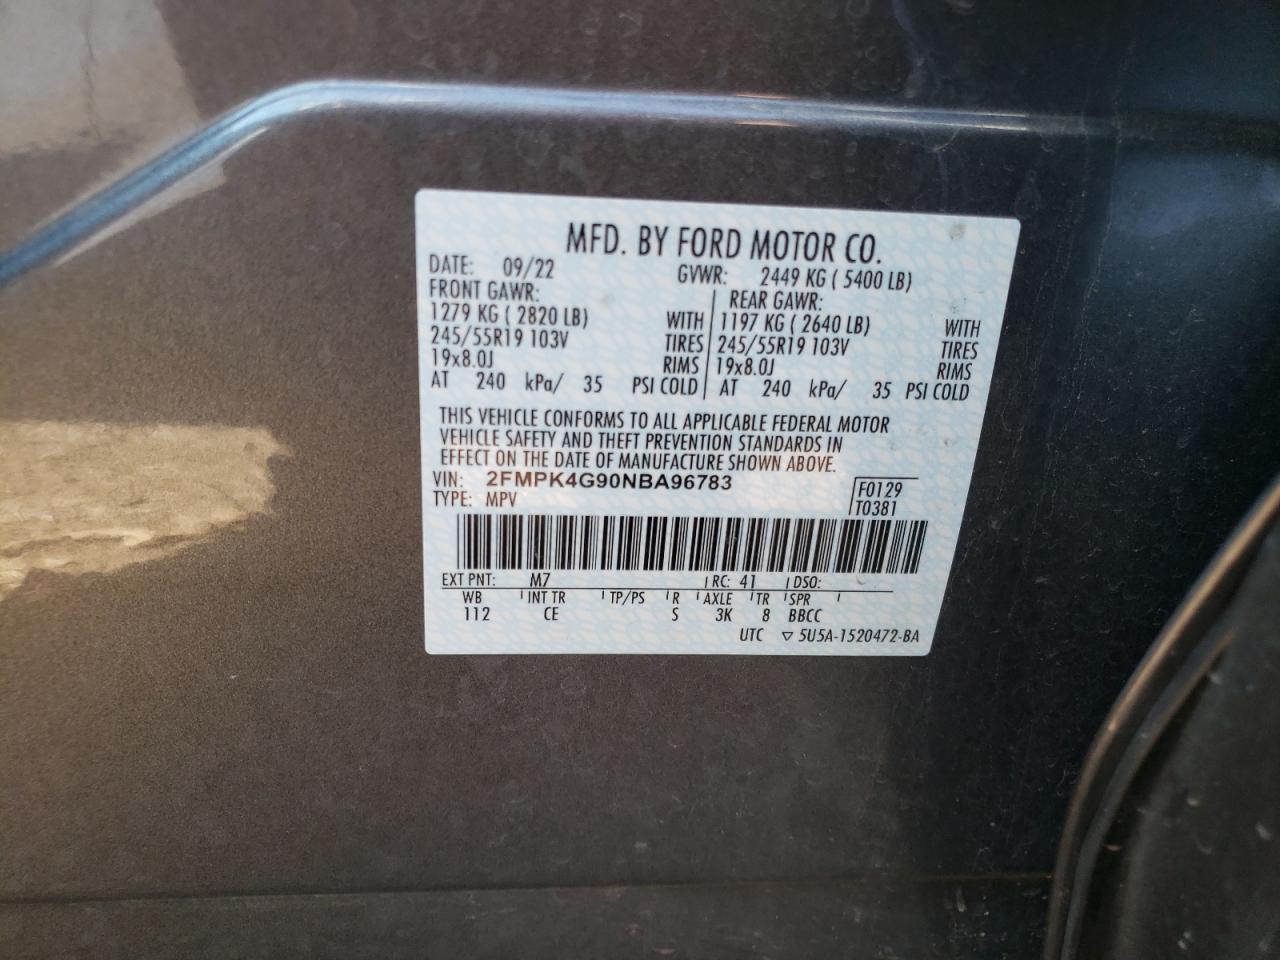 MFD. BY FORD MOTOR CO.
DATE: 09/22 GVWR: 2449 KG ( 5400 LB)
FRONT GAWR: REAR GAWR:
1279 KG ( 2820 LB) WITH 1197 KG ( 2640 LB) WITH
245/55R19 103V TIRES 245/55R19 103V TIRES
19x8.0J RIMS 19x8.0J RIMS
AT 240 kPa/ 35 PSI COLD AT 240 kPa/ 35 PSI COLD
THIS VEHICLE CONFORMS TO ALL APPLICABLE FEDERAL MOTOR
VEHICLE SAFETY AND THEFT PREVENTION STANDARDS IN
EFFECT ON THE DATE OF MANUFACTURE SHOWN ABOVE.
VIN: 2FMPK4G90NBA96783 F0129
TYPE: MPV T0381
EXT PNT: M7 RC: 41 DSO:
WB INT TR TP/PS R AXLE TR SPR
112 CE S 3K 8 BBCC
UTC ▽ 5U5A-1520472-BA